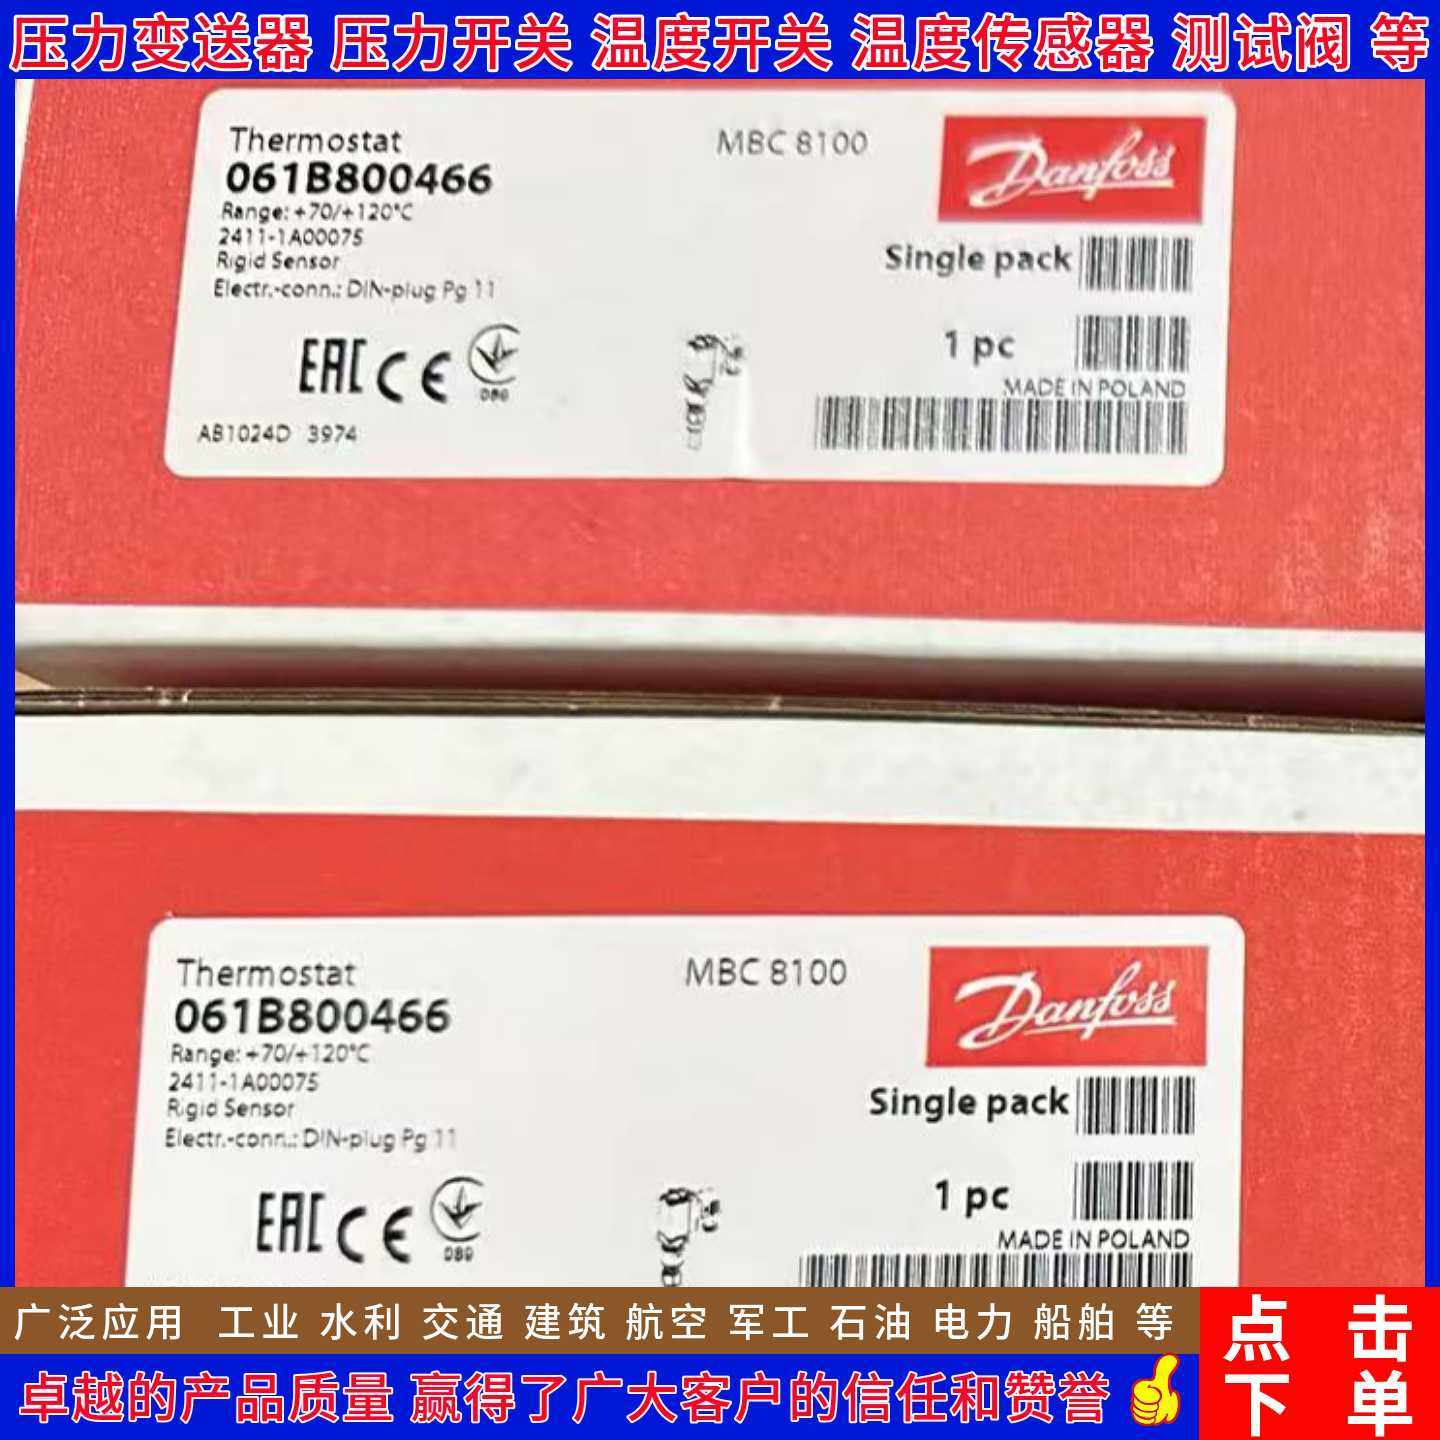 压力变送器 压力开关 温度开关 温度传感器 测试阀 等
Thermostat
061B800466
Range: +70/+120°C
2411-1A00075
Rigid Sensor
Electr.-conn.: DIN-plug Pg 11
MBC 8100
Danfoss
Single pack
1 pc
MADE IN POLAND
EAC CE
AB1024D 3974
Thermostat
061B800466
Range: +70/+120°C
2411-1A00075
Rigid Sensor
Electr.-conn.: DIN-plug Pg 11
MBC 8100
Danfoss
Single pack
1 pc
MADE IN POLAND
EAC CE
广泛应用 工业 水利 交通 建筑 航空 军工 石油 电力 船舶 等
卓越的产品质量 赢得了广大客户的信任和赞誉
点击
下单